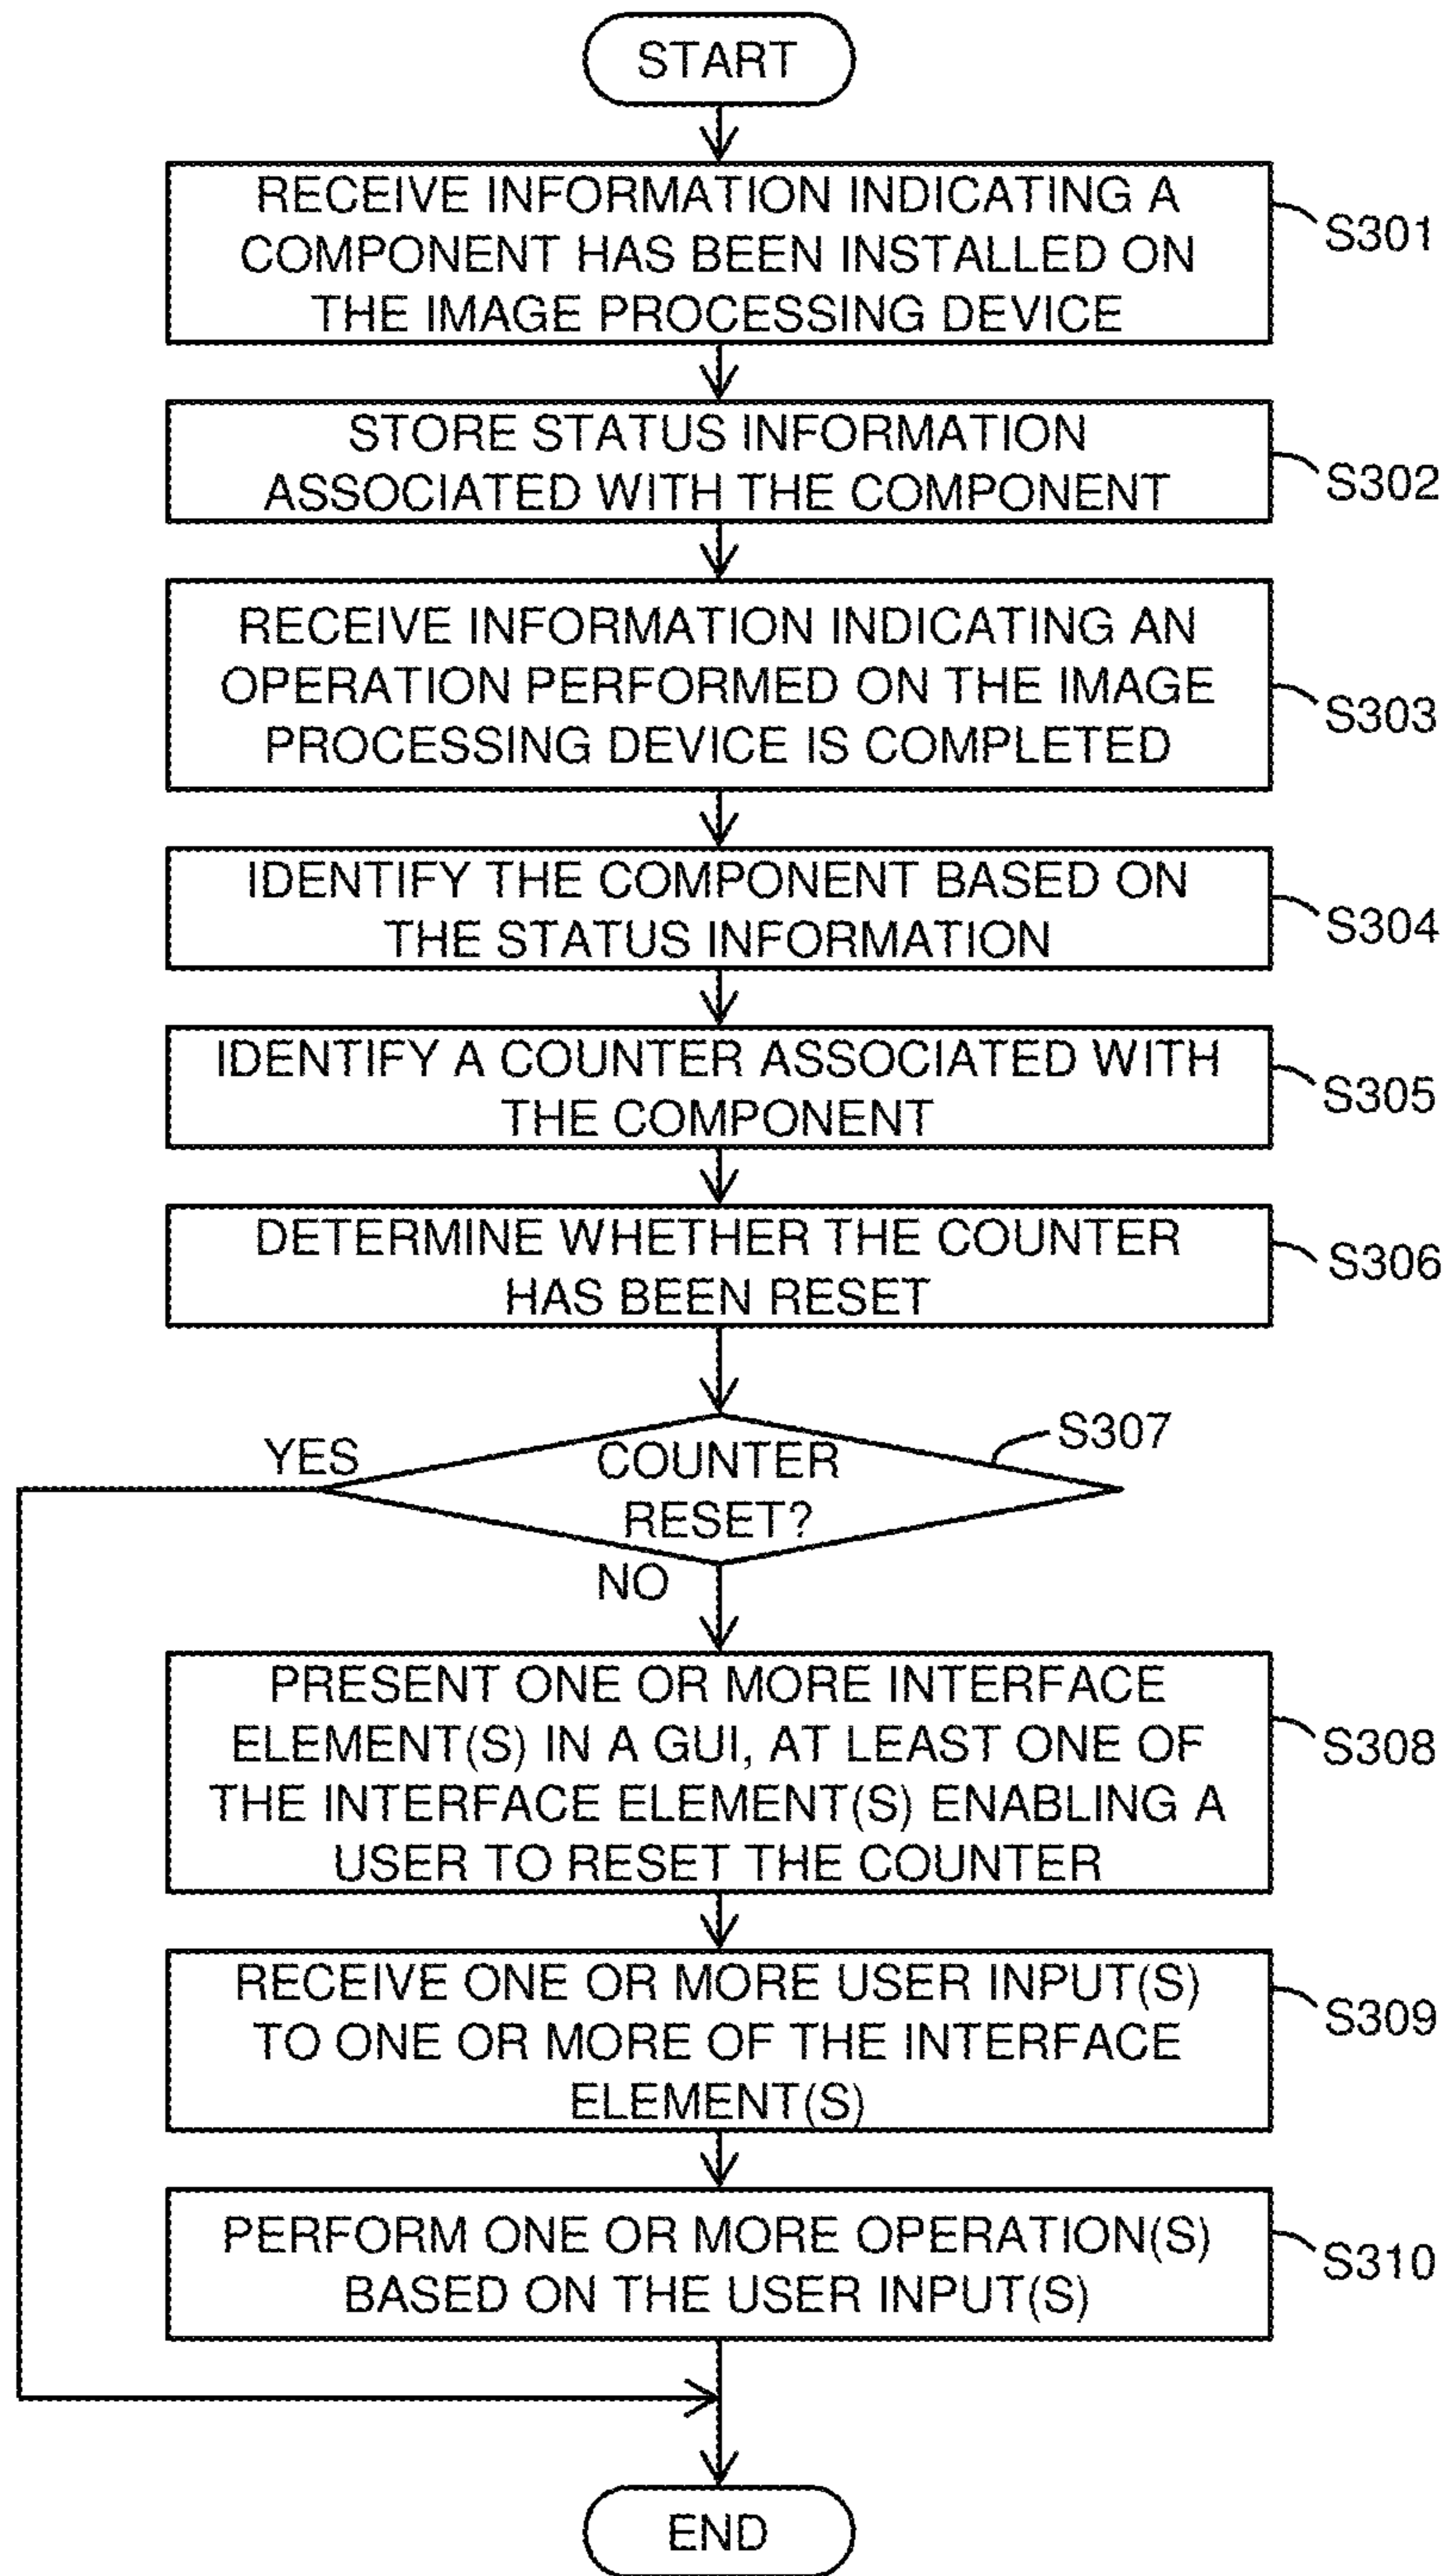 START
RECEIVE INFORMATION INDICATING A
COMPONENT HAS BEEN INSTALLED ON
THE IMAGE PROCESSING DEVICE
S301
STORE STATUS INFORMATION
ASSOCIATED WITH THE COMPONENT
S302
RECEIVE INFORMATION INDICATING AN
OPERATION PERFORMED ON THE IMAGE
PROCESSING DEVICE IS COMPLETED
S303
IDENTIFY THE COMPONENT BASED ON
THE STATUS INFORMATION
S304
IDENTIFY A COUNTER ASSOCIATED WITH
THE COMPONENT
S305
DETERMINE WHETHER THE COUNTER
HAS BEEN RESET
S306
COUNTER
RESET?
S307
YES
NO
PRESENT ONE OR MORE INTERFACE
ELEMENT(S) IN A GUI, AT LEAST ONE OF
THE INTERFACE ELEMENT(S) ENABLING A
USER TO RESET THE COUNTER
S308
RECEIVE ONE OR MORE USER INPUT(S)
TO ONE OR MORE OF THE INTERFACE
ELEMENT(S)
S309
PERFORM ONE OR MORE OPERATION(S)
BASED ON THE USER INPUT(S)
S310
END